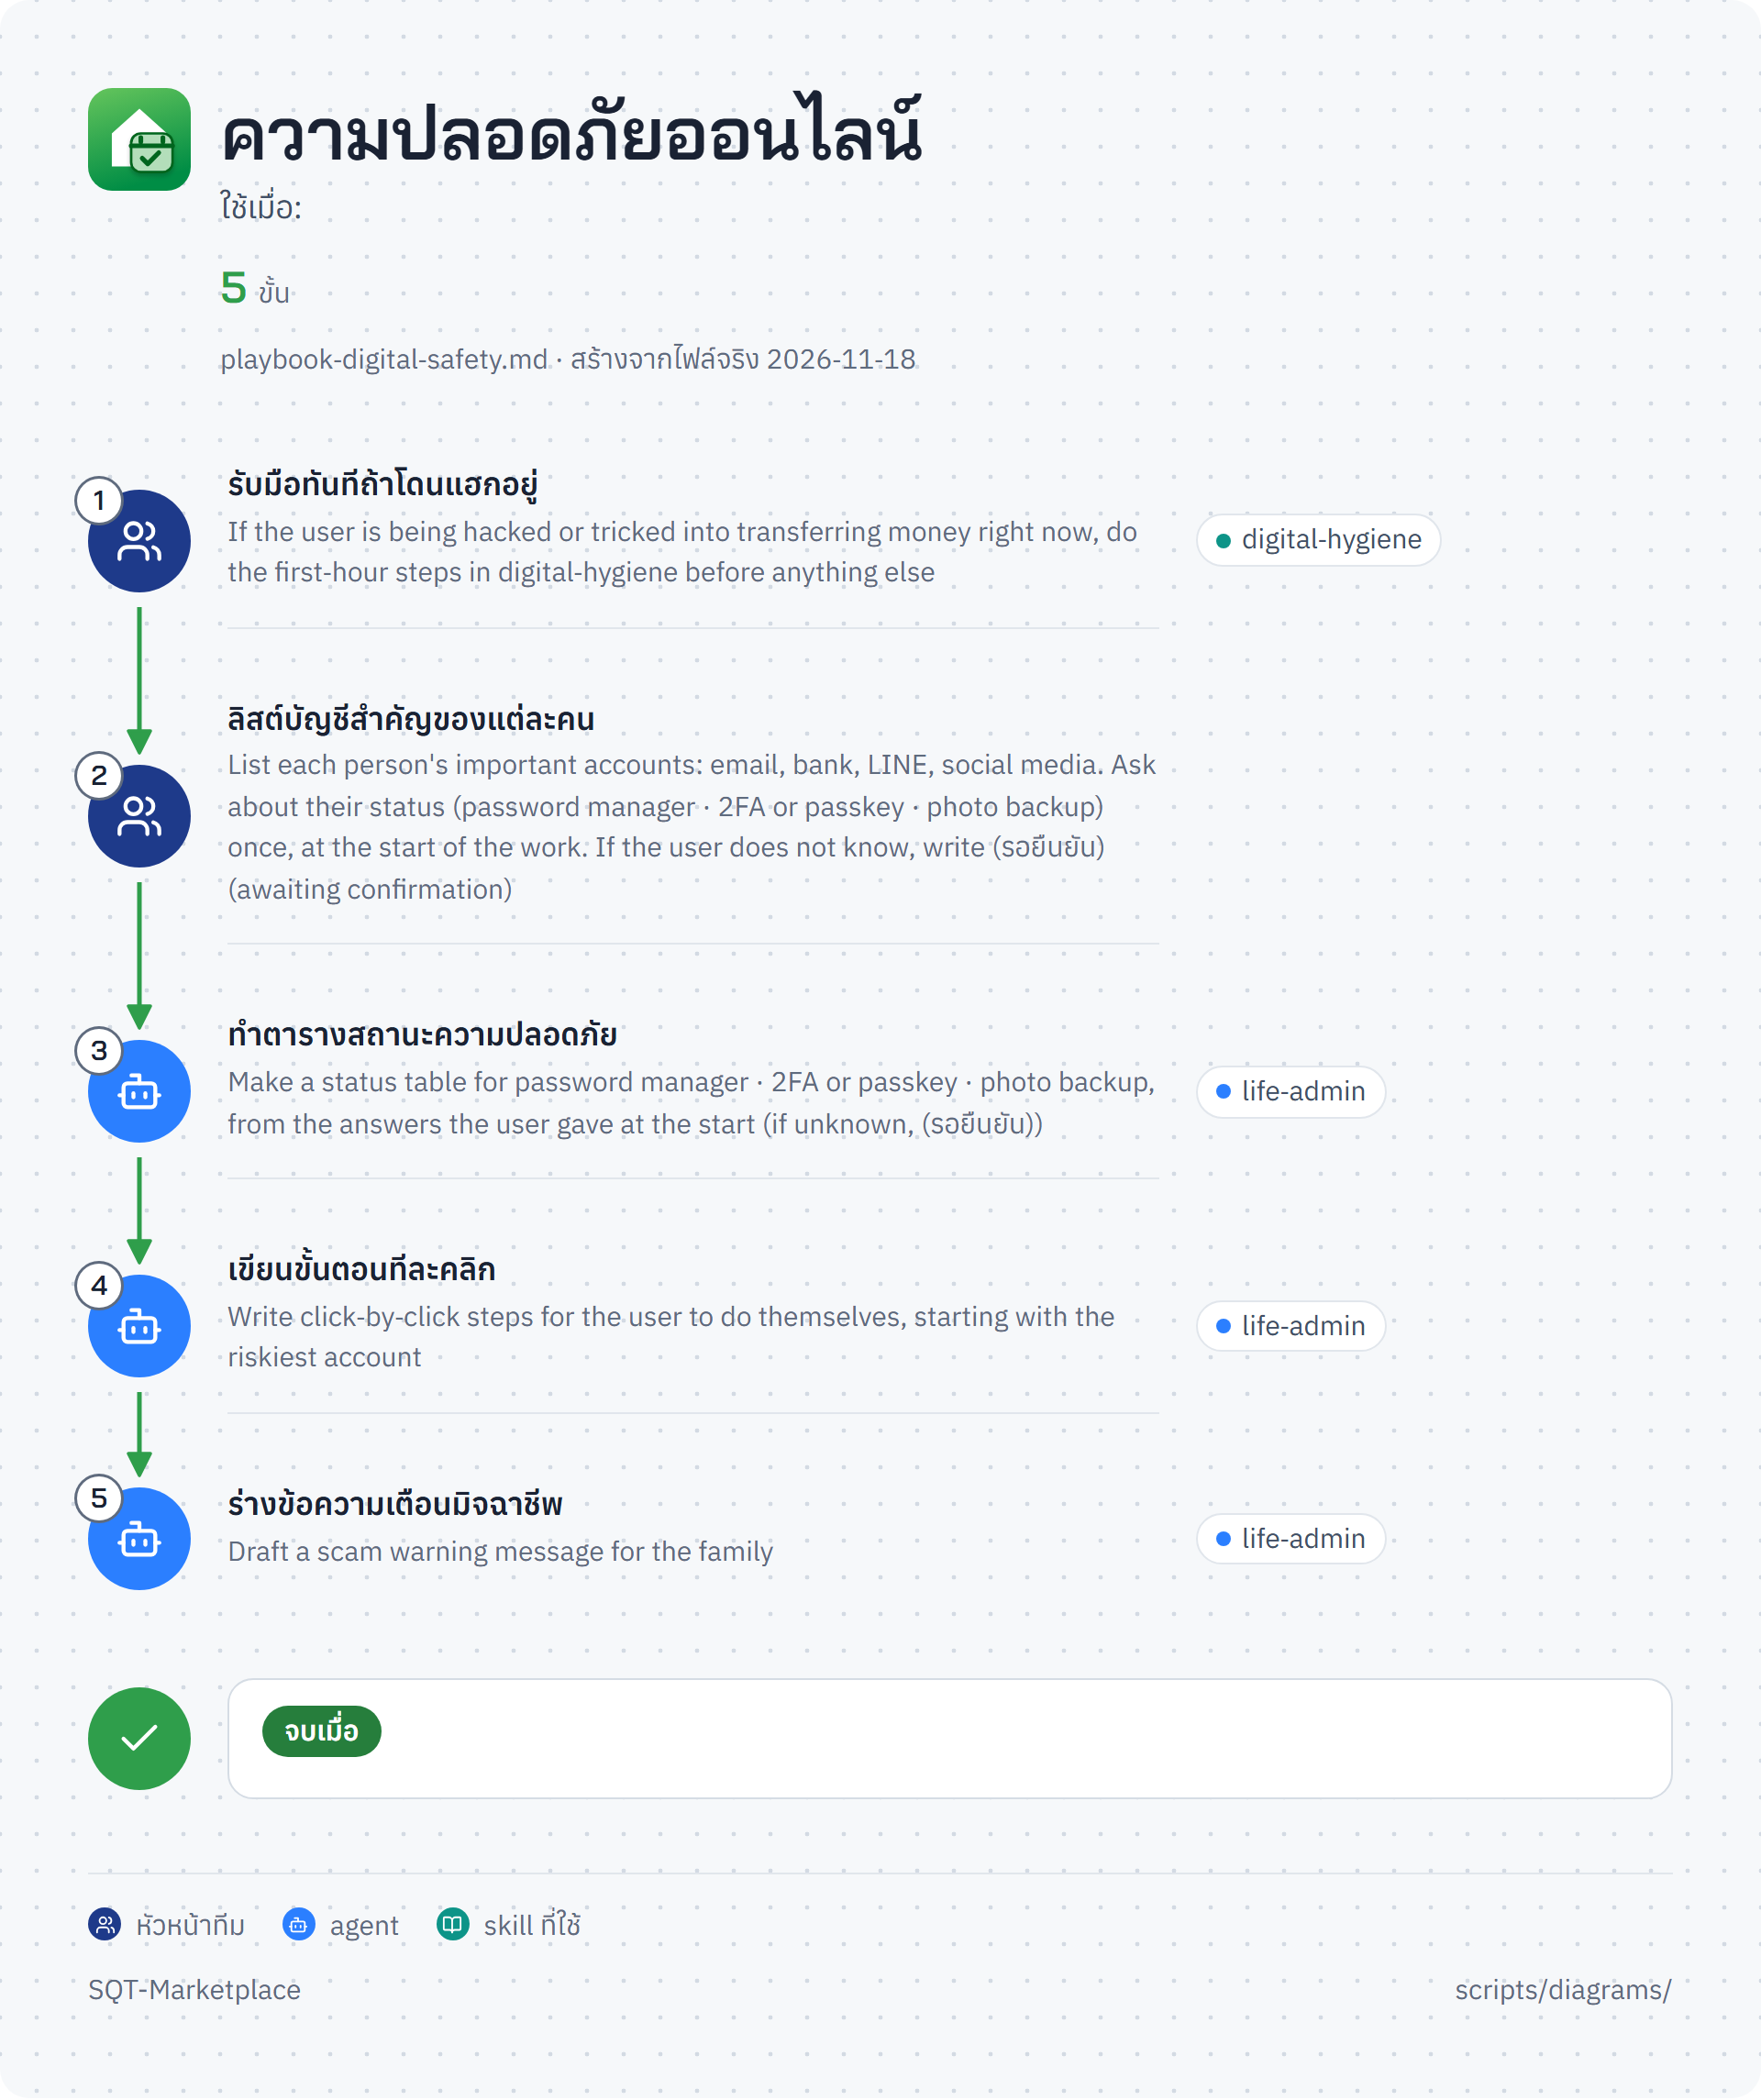 ความปลอดภัยออนไลน์
ใช้เมื่อ:
5 ขั้น
playbook-digital-safety.md · สร้างจากไฟล์จริง 2026-11-18
1
รับมือทันทีถ้าโดนแฮกอยู่
If the user is being hacked or tricked into transferring money right now, do
the first-hour steps in digital-hygiene before anything else
digital-hygiene
2
ลิสต์บัญชีสำคัญของแต่ละคน
List each person's important accounts: email, bank, LINE, social media. Ask
about their status (password manager · 2FA or passkey · photo backup)
once, at the start of the work. If the user does not know, write (รอยืนยัน)
(awaiting confirmation)
3
ทำตารางสถานะความปลอดภัย
Make a status table for password manager · 2FA or passkey · photo backup,
from the answers the user gave at the start (if unknown, (รอยืนยัน))
life-admin
4
เขียนขั้นตอนทีละคลิก
Write click-by-click steps for the user to do themselves, starting with the
riskiest account
life-admin
5
ร่างข้อความเตือนมิจฉาชีพ
Draft a scam warning message for the family
life-admin
จบเมื่อ
หัวหน้าทีม agent skill ที่ใช้
SQT-Marketplace scripts/diagrams/